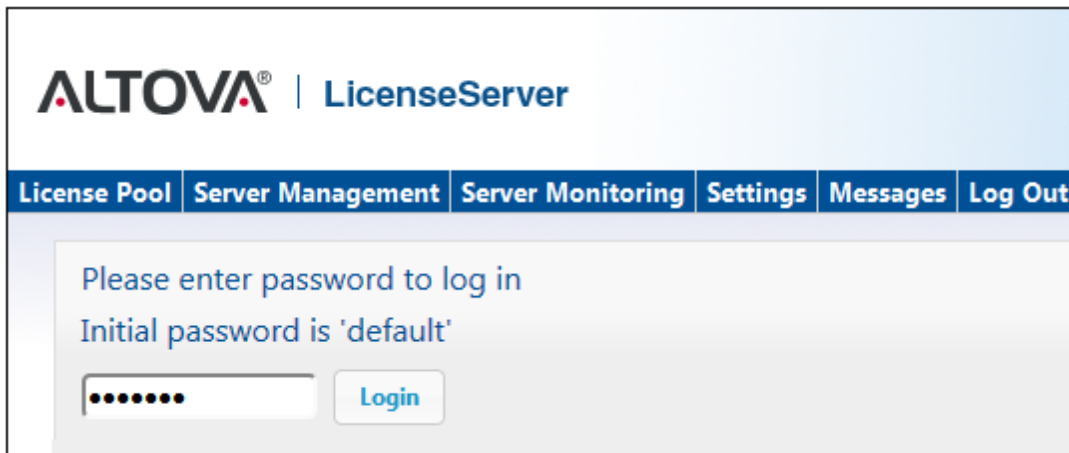 ALTOVA® | LicenseServer
License Pool | Server Management | Server Monitoring | Settings | Messages | Log Out
Please enter password to log in
Initial password is 'default'
••••••• Login